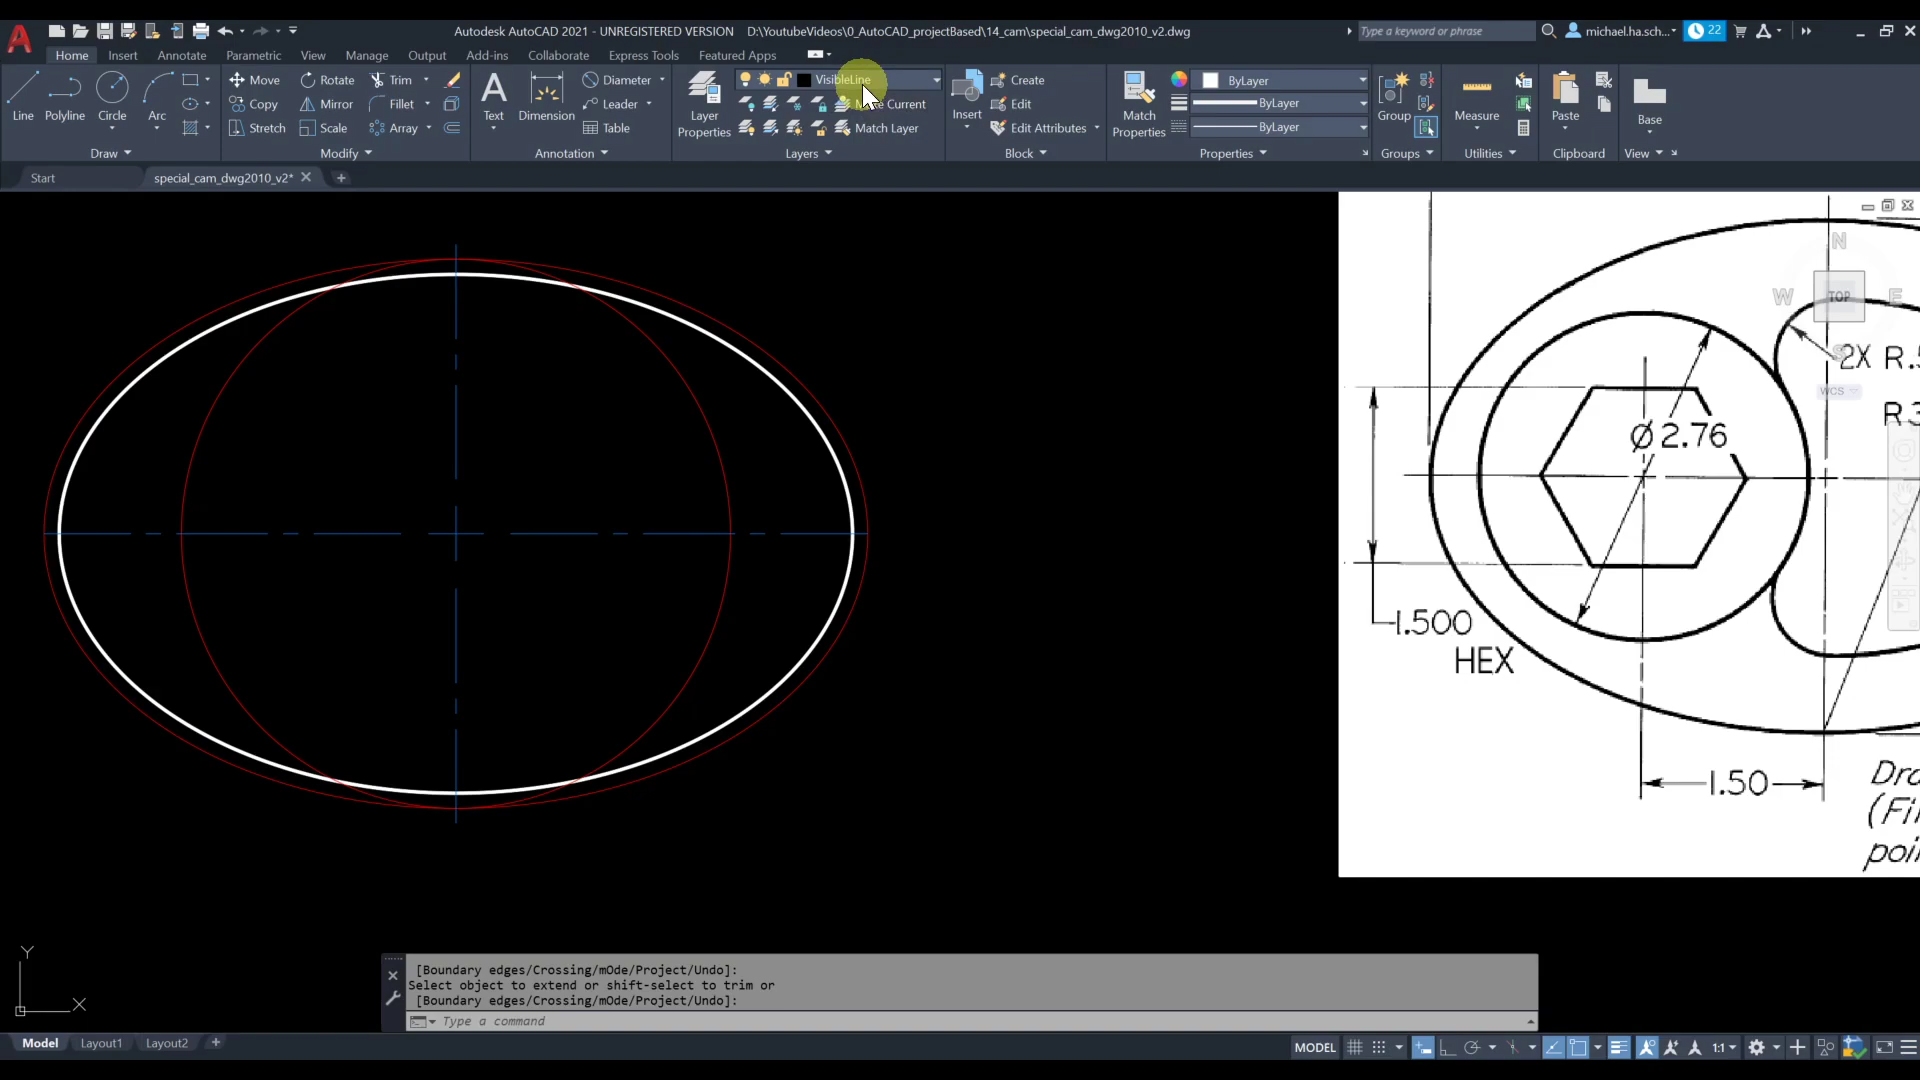 Autodesk AutoCAD 2021 - UNREGISTERED VERSION D:\YoutubeVideos\0_AutoCAD_projectBased\14_cam\special_cam_dwg2010_v2.dwg
Type a keyword or phrase
michael.ha.sch...
22
Home Insert Annotate Parametric View Manage Output Add-ins Collaborate Express Tools Featured Apps
Line Polyline Circle Arc
Draw
Move Rotate Trim
Copy Mirror Fillet
Stretch Scale Array
Modify
Text Dimension
Diameter
Leader
Table
Annotation
Layer
Properties
VisibleLine
Current
Match Layer
Layers
Insert
Create
Edit
Edit Attributes
Block
Match
Properties
ByLayer
ByLayer
ByLayer
Properties
Group
Groups
Measure
Utilities
Paste
Clipboard
Base
View
Start special_cam_dwg2010_v2*
N
W TOP E
S
WCS
2X R.5
R3
Ø 2.76
1.500
HEX
1.50
Dra
(Fil
poi
Y
X
[Boundary edges/Crossing/mOde/Project/Undo]:
Select object to extend or shift-select to trim or
[Boundary edges/Crossing/mOde/Project/Undo]:
Type a command
Model Layout1 Layout2
MODEL
1:1